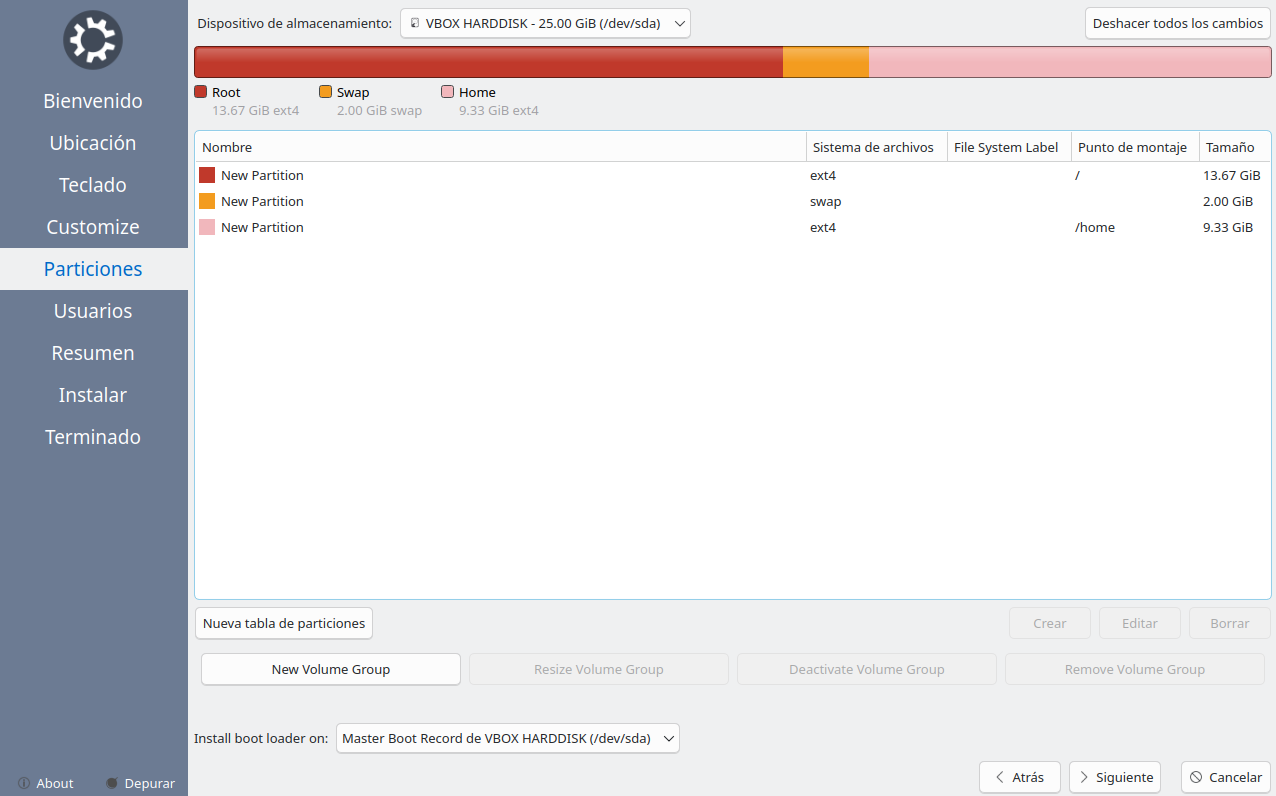 Bienvenido
Ubicación
Teclado
Customize
Particiones
Usuarios
Resumen
Instalar
Terminado
About Depurar
Dispositivo de almacenamiento: VBOX HARDDISK - 25.00 GiB (/dev/sda) Deshacer todos los cambios
Root Swap Home
13.67 GiB ext4 2.00 GiB swap 9.33 GiB ext4
Nombre Sistema de archivos File System Label Punto de montaje Tamaño
New Partition ext4 / 13.67 GiB
New Partition swap 2.00 GiB
New Partition ext4 /home 9.33 GiB
Nueva tabla de particiones Crear Editar Borrar
New Volume Group Resize Volume Group Deactivate Volume Group Remove Volume Group
Install boot loader on: Master Boot Record de VBOX HARDDISK (/dev/sda)
Atrás Siguiente Cancelar